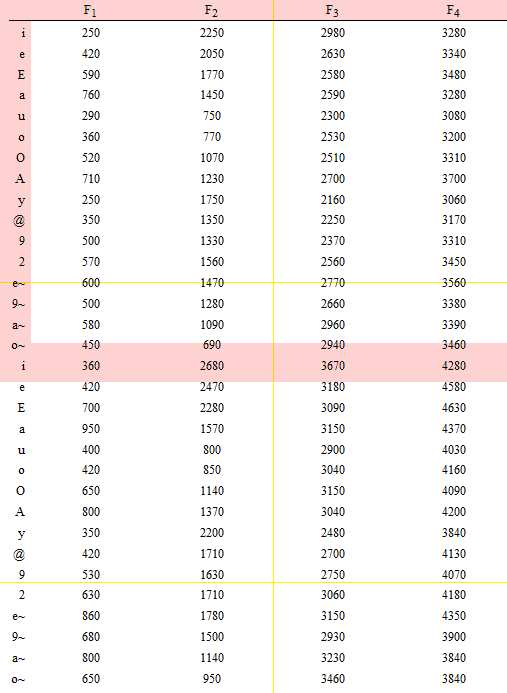 F1 F2 F3 F4
i 250 2250 2980 3280
e 420 2050 2630 3340
E 590 1770 2580 3480
a 760 1450 2590 3280
u 290 750 2300 3080
o 360 770 2530 3200
O 520 1070 2510 3310
A 710 1230 2700 3700
y 250 1750 2160 3060
@ 350 1350 2250 3170
9 500 1330 2370 3310
2 570 1560 2560 3450
e~ 600 1470 2770 3560
9~ 500 1280 2660 3380
a~ 580 1090 2960 3390
o~ 450 690 2940 3460
i 360 2680 3670 4280
e 420 2470 3180 4580
E 700 2280 3090 4630
a 950 1570 3150 4370
u 400 800 2900 4030
o 420 850 3040 4160
O 650 1140 3150 4090
A 800 1370 3040 4200
y 350 2200 2480 3840
@ 420 1710 2700 4130
9 530 1630 2750 4070
2 630 1710 3060 4180
e~ 860 1780 3150 4350
9~ 680 1500 2930 3900
a~ 800 1140 3230 3840
o~ 650 950 3460 3840